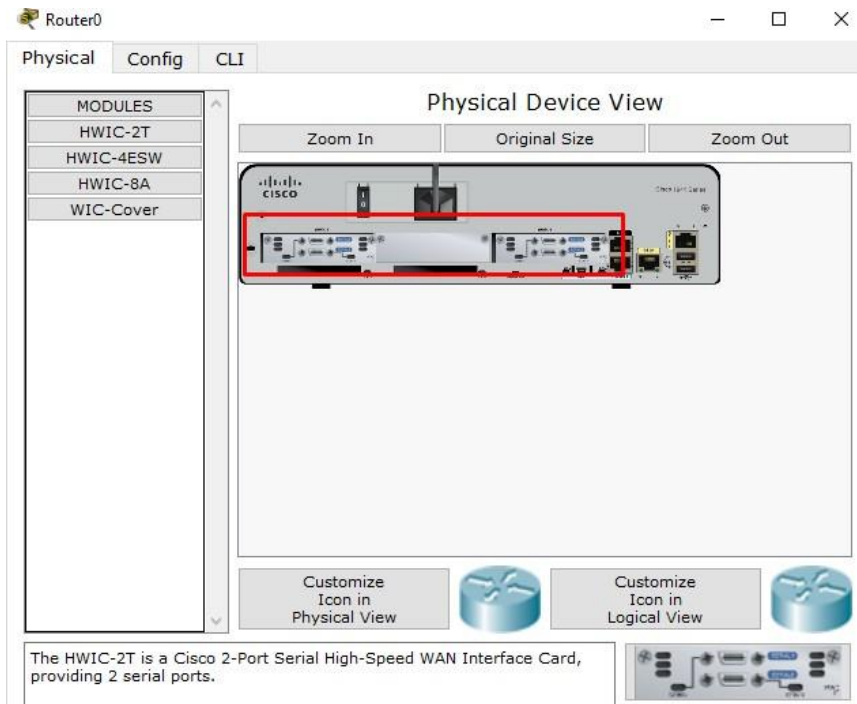 Router0
Physical
Config
CLI
MODULES
HWIC-2T
HWIC-4ESW
HWIC-8A
WIC-Cover
Physical Device View
Zoom In
Original Size
Zoom Out
CISCO
Customize
Icon in
Physical View
Customize
Icon in
Logical View
The HWIC-2T is a Cisco 2-Port Serial High-Speed WAN Interface Card,
providing 2 serial ports.